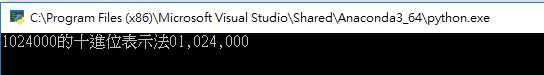 C:\Program Files (x86)\Microsoft Visual Studio\Shared\Anaconda3_64\python.exe
1024000的十進位表示法01,024,000